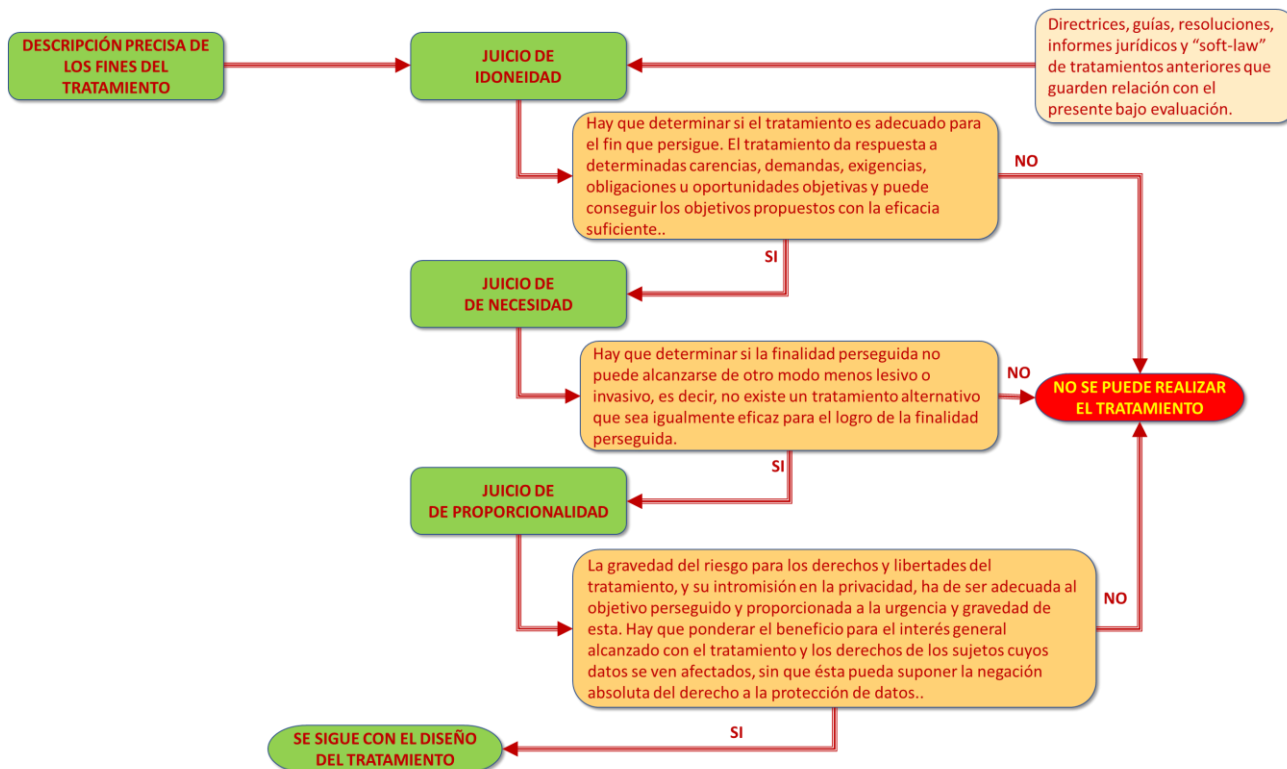 DESCRIPCIÓN PRECISA DE
LOS FINES DEL
TRATAMIENTO
JUICIO DE
IDONEIDAD
Directrices, guías, resoluciones,
informes jurídicos y “soft-law”
de tratamientos anteriores que
guarden relación con el
presente bajo evaluación.
Hay que determinar si el tratamiento es adecuado para
el fin que persigue. El tratamiento da respuesta a
determinadas carencias, demandas, exigencias,
obligaciones u oportunidades objetivas y puede
conseguir los objetivos propuestos con la eficacia
suficiente..
NO
SI
JUICIO DE
DE NECESIDAD
Hay que determinar si la finalidad perseguida no
puede alcanzarse de otro modo menos lesivo o
invasivo, es decir, no existe un tratamiento alternativo
que sea igualmente eficaz para el logro de la finalidad
perseguida.
NO
NO SE PUEDE REALIZAR
EL TRATAMIENTO
SI
JUICIO DE
DE PROPORCIONALIDAD
La gravedad del riesgo para los derechos y libertades del
tratamiento, y su intromisión en la privacidad, ha de ser adecuada al
objetivo perseguido y proporcionada a la urgencia y gravedad de
esta. Hay que ponderar el beneficio para el interés general
alcanzado con el tratamiento y los derechos de los sujetos cuyos
datos se ven afectados, sin que ésta pueda suponer la negación
absoluta del derecho a la protección de datos..
NO
SI
SE SIGUE CON EL DISEÑO
DEL TRATAMIENTO